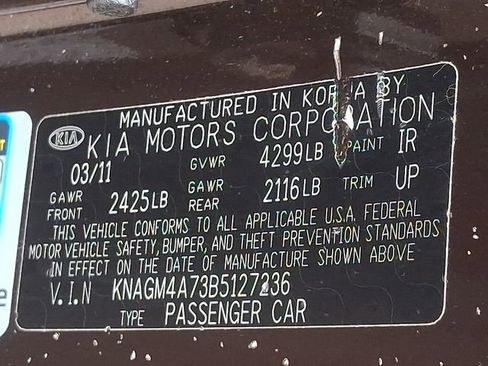 MANUFACTURED IN KOREA BY
KIA KIA MOTORS CORPORATION
03/11 GVWR 4299LB PAINT IR
GAWR FRONT 2425LB GAWR REAR 2116LB TRIM UP
THIS VEHICLE CONFORMS TO ALL APPLICABLE U.S.A. FEDERAL
MOTOR VEHICLE SAFETY, BUMPER, AND THEFT PREVENTION STANDARDS
IN EFFECT ON THE DATE OF MANUFACTURE SHOWN ABOVE
V.I.N KNAGM4A73B5127236
TYPE PASSENGER CAR